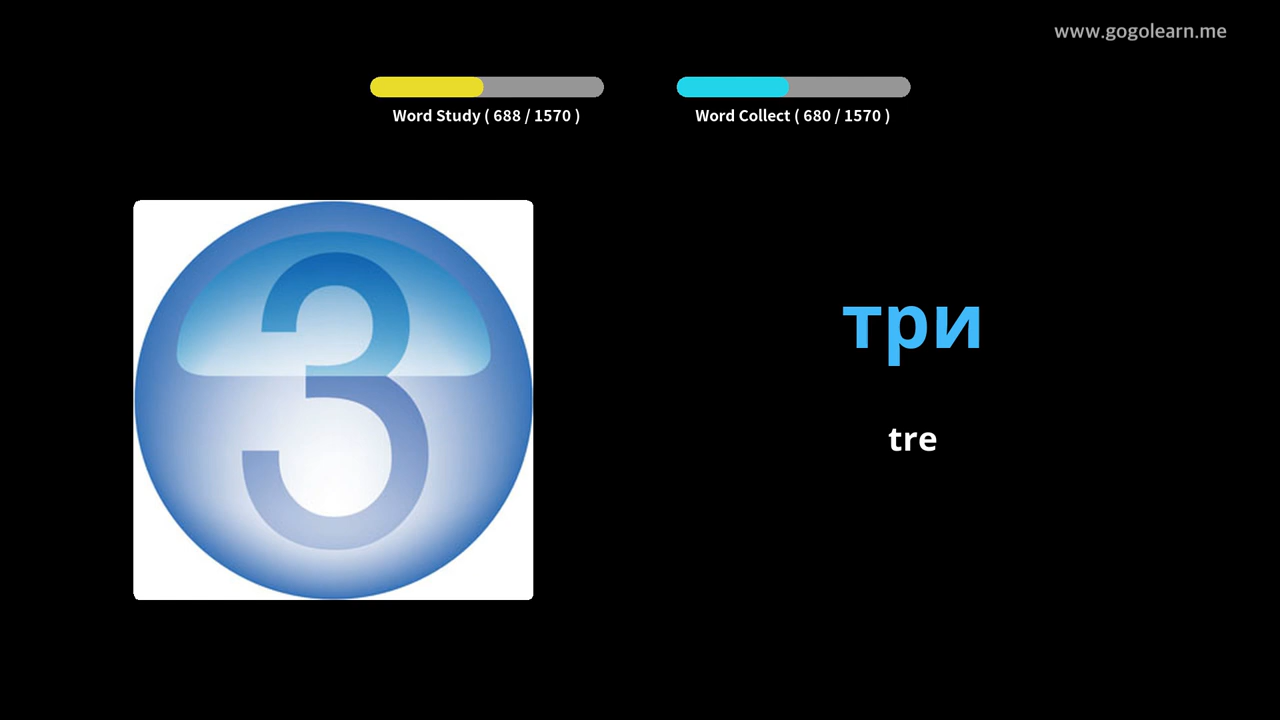 www.gogolearn.me
Word Study ( 688 / 1570 )
Word Collect ( 680 / 1570 )
3
три
tre